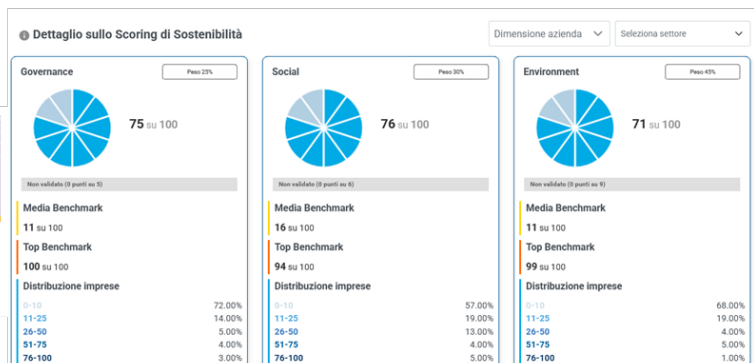 Dettaglio sullo Scoring di Sostenibilità
Dimensione azienda
Seleziona settore
Governance
Peso 25%
75 su 100
Non validato (0 punti su 5)
Media Benchmark
11 su 100
Top Benchmark
100 su 100
Distribuzione imprese
0-10 72.00%
11-25 14.00%
26-50 5.00%
51-75 4.00%
76-100 3.00%
Social
Peso 30%
76 su 100
Non validato (0 punti su 6)
Media Benchmark
16 su 100
Top Benchmark
94 su 100
Distribuzione imprese
0-10 57.00%
11-25 19.00%
26-50 13.00%
51-75 4.00%
76-100 5.00%
Environment
Peso 45%
71 su 100
Non validato (0 punti su 9)
Media Benchmark
11 su 100
Top Benchmark
99 su 100
Distribuzione imprese
0-10 68.00%
11-25 19.00%
26-50 4.00%
51-75 5.00%
76-100 1.00%